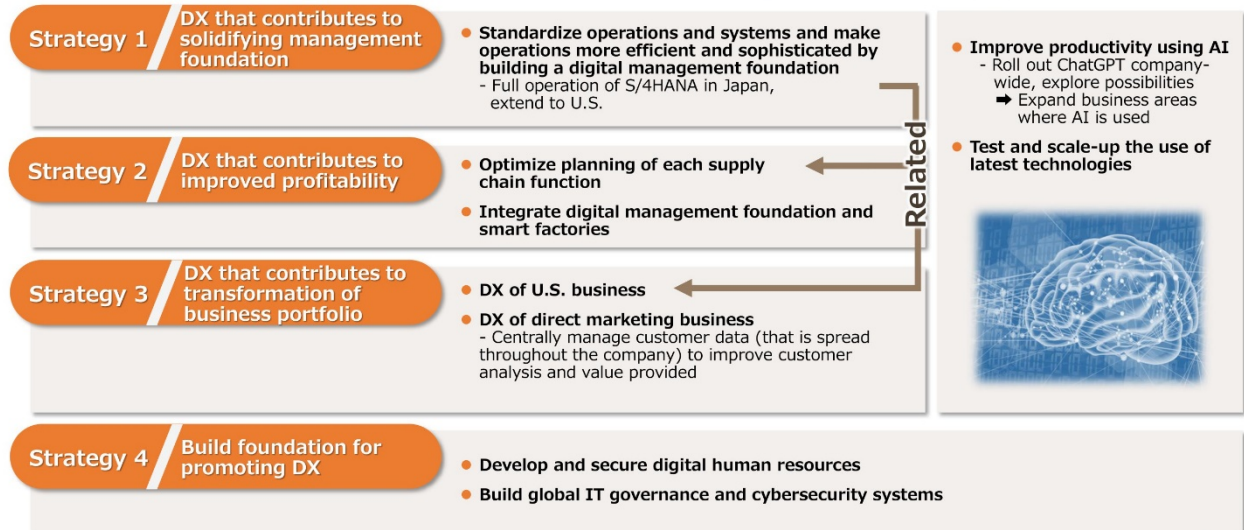 Strategy 1
DX that contributes to
solidifying management
foundation
● Standardize operations and systems and make
operations more efficient and sophisticated by
building a digital management foundation
- Full operation of S/4HANA in Japan,
extend to U.S.
Strategy 2
DX that contributes to
improved profitability
● Optimize planning of each supply
chain function
● Integrate digital management foundation and
smart factories
Related
Strategy 3
DX that contributes to
transformation of
business portfolio
● DX of U.S. business
● DX of direct marketing business
- Centrally manage customer data (that is spread
throughout the company) to improve customer
analysis and value provided
● Improve productivity using AI
- Roll out ChatGPT company-
wide, explore possibilities
➡ Expand business areas
where AI is used
● Test and scale-up the use of
latest technologies
Strategy 4
Build foundation for
promoting DX
● Develop and secure digital human resources
● Build global IT governance and cybersecurity systems